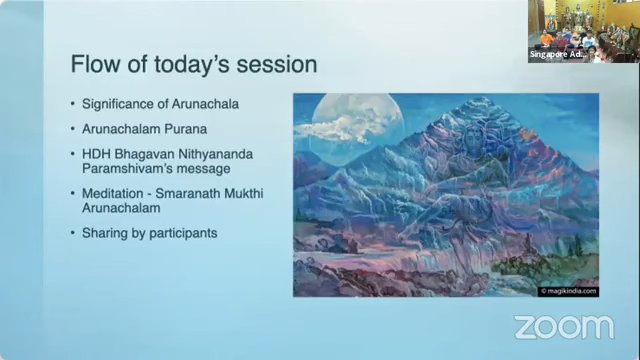 Singapore Ad...
Flow of today's session
• Significance of Arunachala
• Arunachalam Purana
• HDH Bhagavan Nithyananda
Paramshivam's message
• Meditation - Smaranath Mukthi
Arunachalam
• Sharing by participants
© magikindia.com
zoom